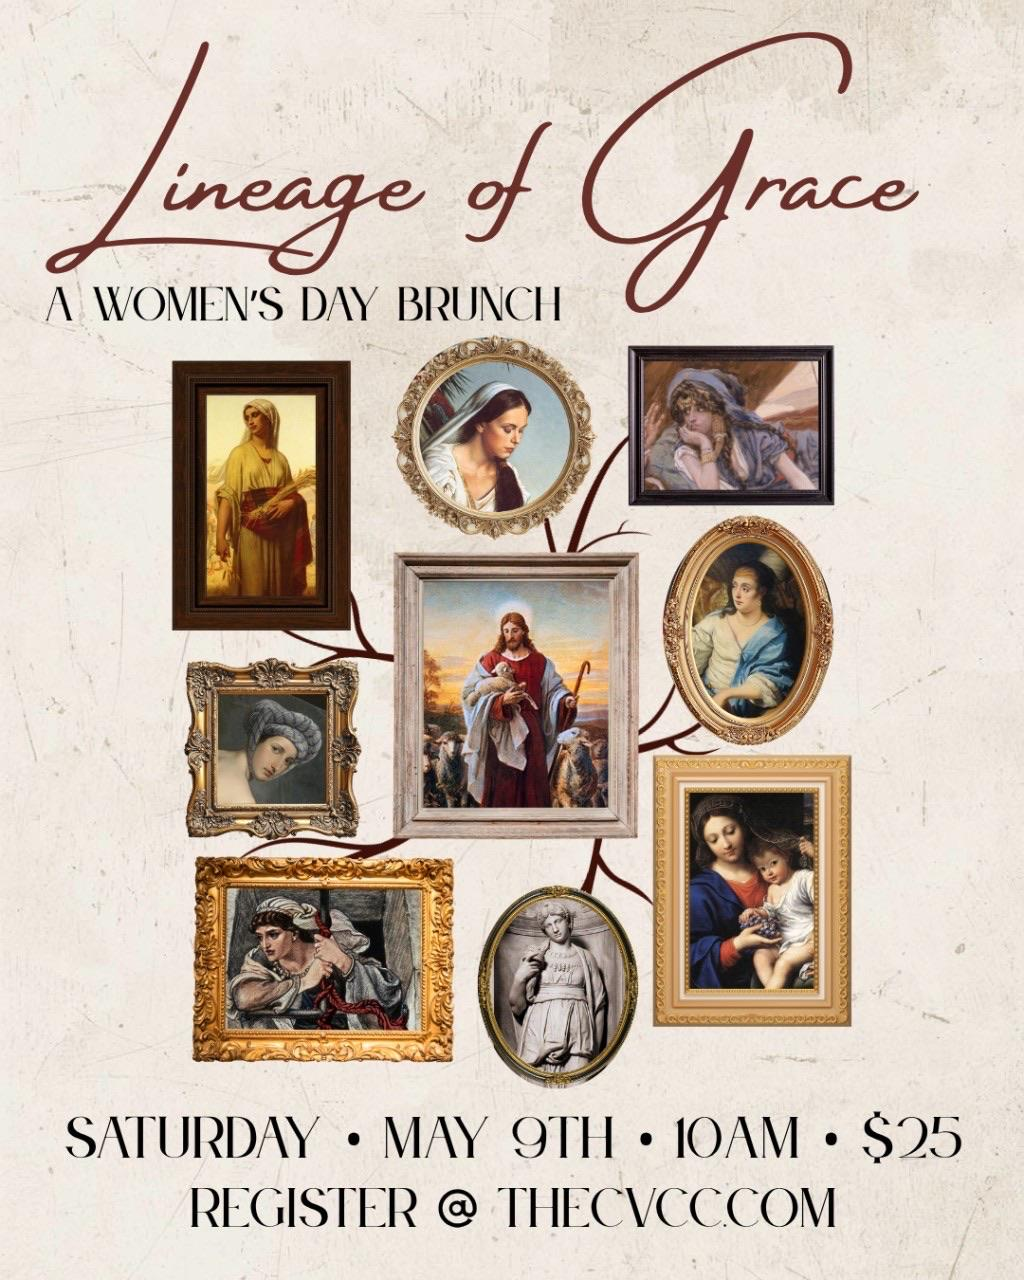 Lineage of Grace
A WOMEN'S DAY BRUNCH
SATURDAY • MAY 9TH • 10AM • $25
REGISTER @ THECVCC.COM